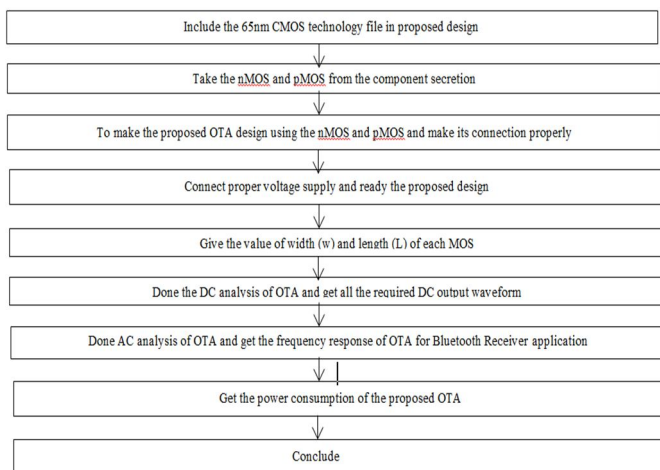 Include the 65nm CMOS technology file in proposed design
Take the nMOS and pMOS from the component secretion
To make the proposed OTA design using the nMOS and pMOS and make its connection properly
Connect proper voltage supply and ready the proposed design
Give the value of width (w) and length (L) of each MOS
Done the DC analysis of OTA and get all the required DC output waveform
Done AC analysis of OTA and get the frequency response of OTA for Bluetooth Receiver application
Get the power consumption of the proposed OTA
Conclude